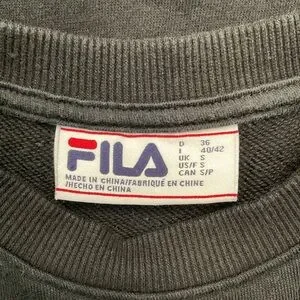 FILA
D 36
I 40/42
UK S
US/F S
CAN S/P
MADE IN CHINA/FABRIQUÉ EN CHINE
/HECHO EN CHINA